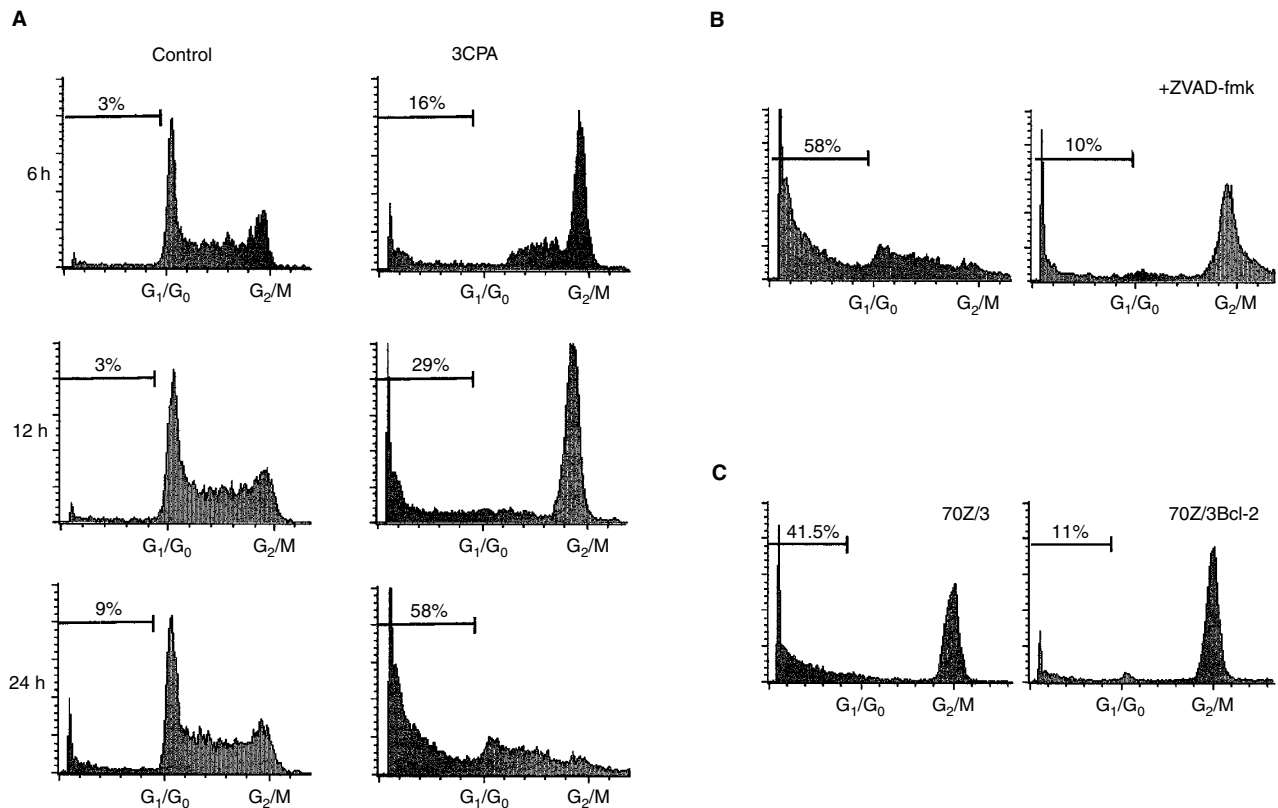 A
Control
3CPA
3%
16%
6 h
G₁/G₀
G₂/M
G₁/G₀
G₂/M
3%
29%
12 h
G₁/G₀
G₂/M
G₁/G₀
G₂/M
9%
58%
24 h
G₁/G₀
G₂/M
G₁/G₀
G₂/M
B
+ZVAD-fmk
58%
10%
G₁/G₀
G₂/M
G₁/G₀
G₂/M
C
70Z/3
70Z/3Bcl-2
41.5%
11%
G₁/G₀
G₂/M
G₁/G₀
G₂/M